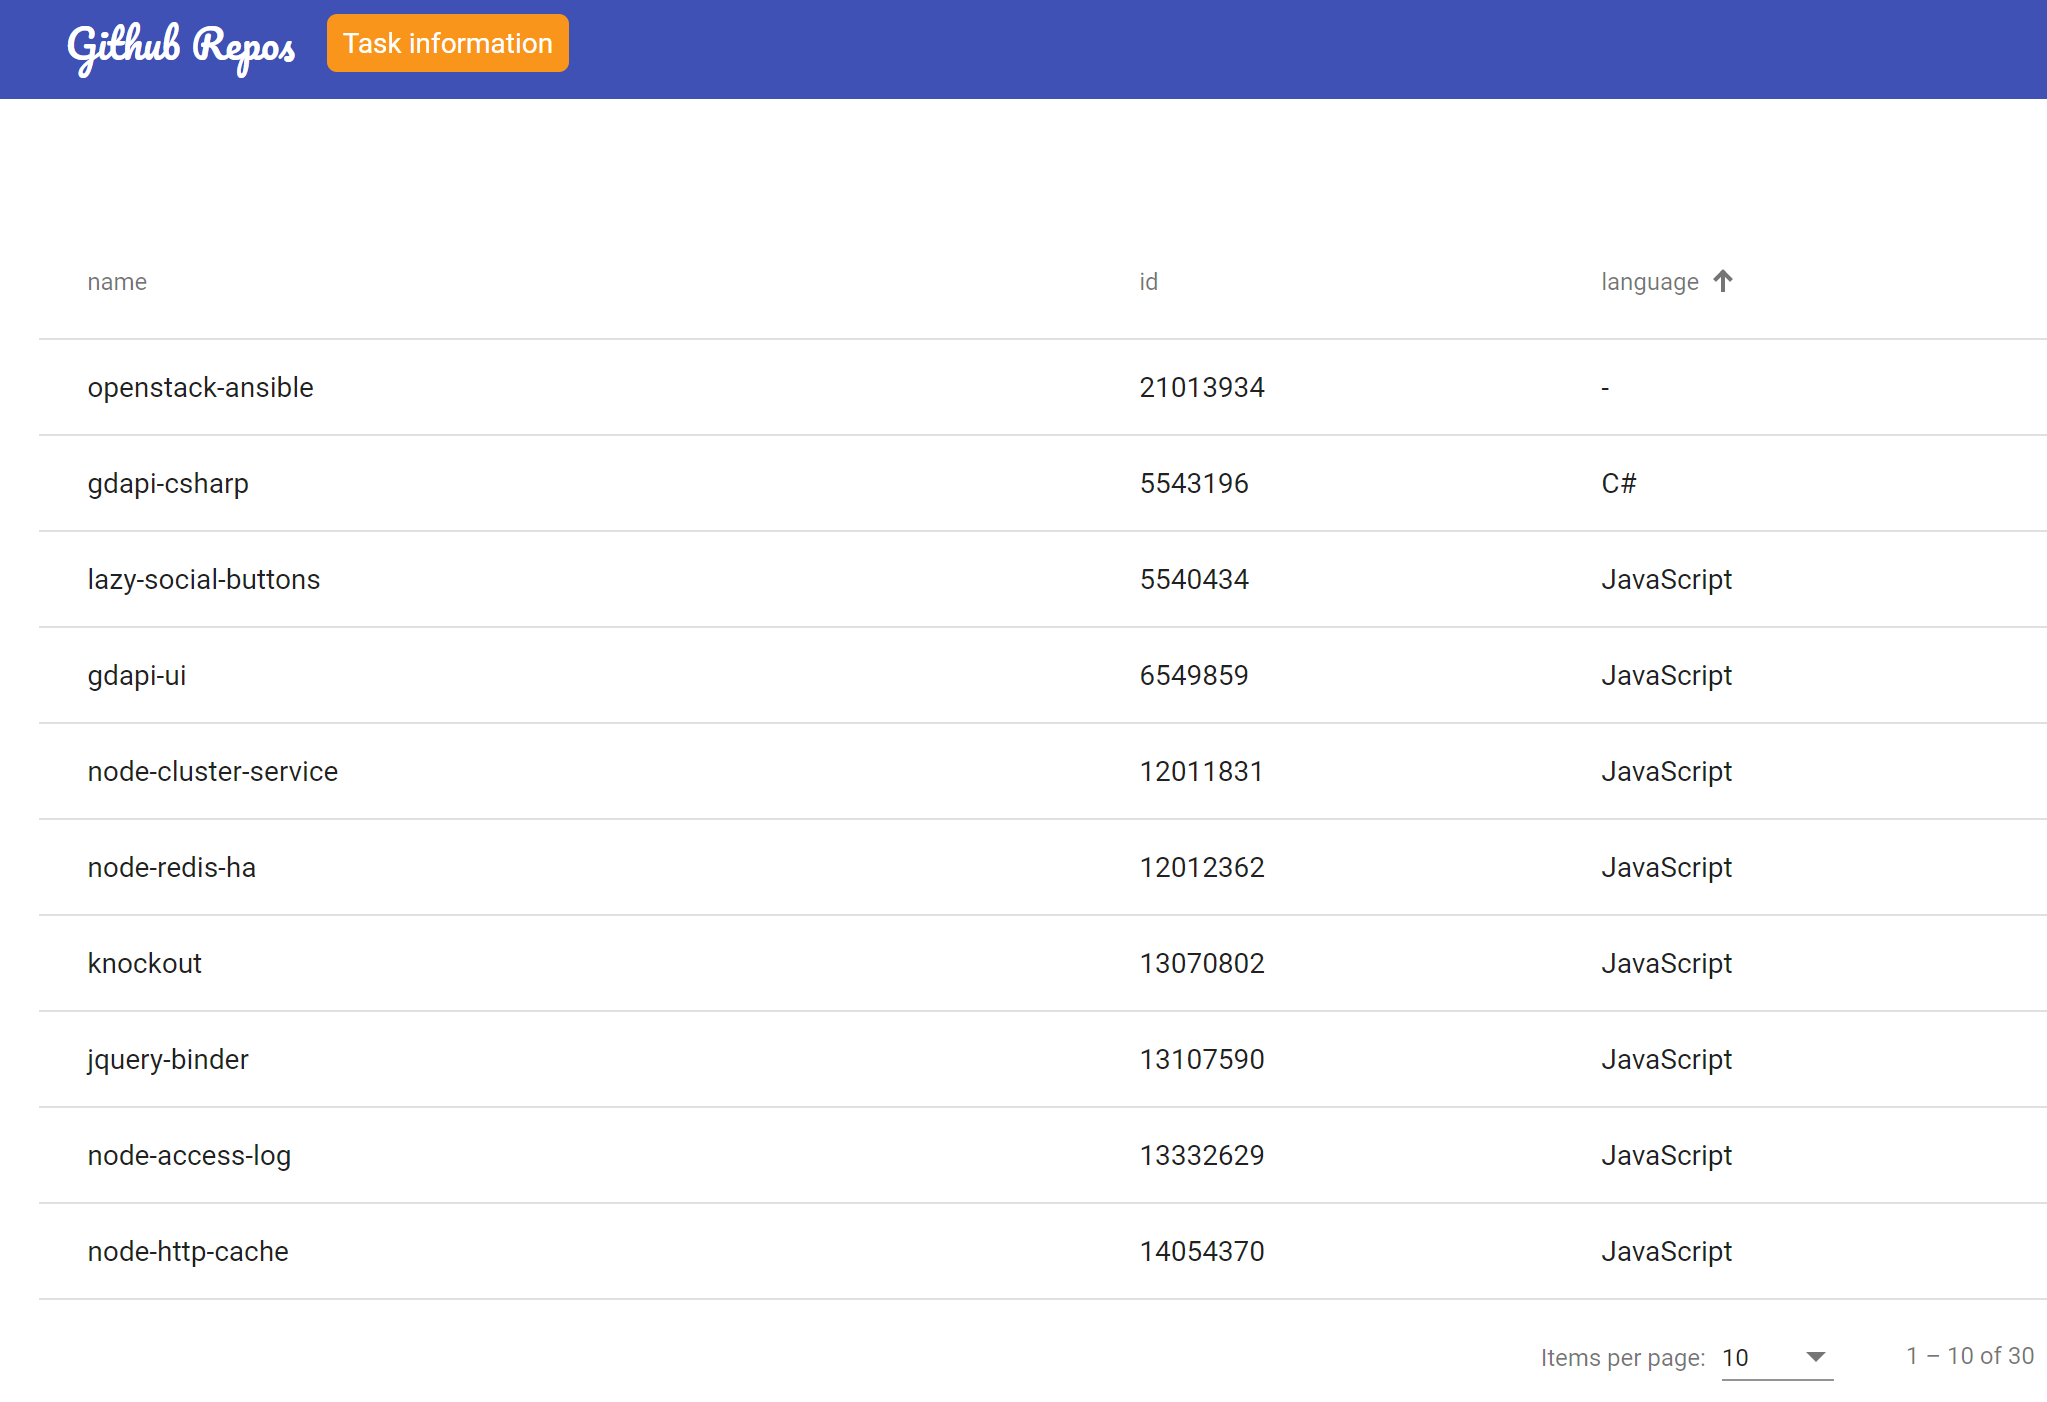 Github Repos Task information
name id language
openstack-ansible 21013934 -
gdapi-csharp 5543196 C#
lazy-social-buttons 5540434 JavaScript
gdapi-ui 6549859 JavaScript
node-cluster-service 12011831 JavaScript
node-redis-ha 12012362 JavaScript
knockout 13070802 JavaScript
jquery-binder 13107590 JavaScript
node-access-log 13332629 JavaScript
node-http-cache 14054370 JavaScript
Items per page: 10 1 – 10 of 30